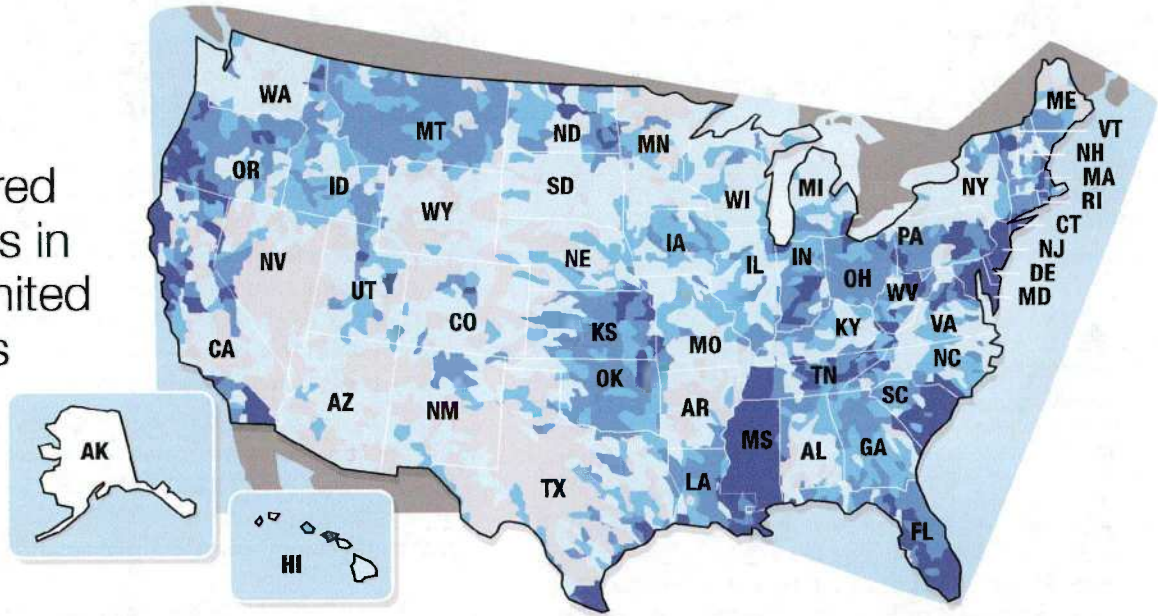 red
s in
nited
s
WA
MT
ND
MN
ME
VT
NH
MA
RI
CT
NJ
DE
MD
OR
ID
WY
SD
WI
MI
NY
NV
UT
CO
NE
IA
IL
IN
OH
PA
WV
VA
CA
AZ
NM
KS
OK
MO
KY
TN
NC
SC
AR
MS
AL
GA
LA
TX
FL
AK
HI